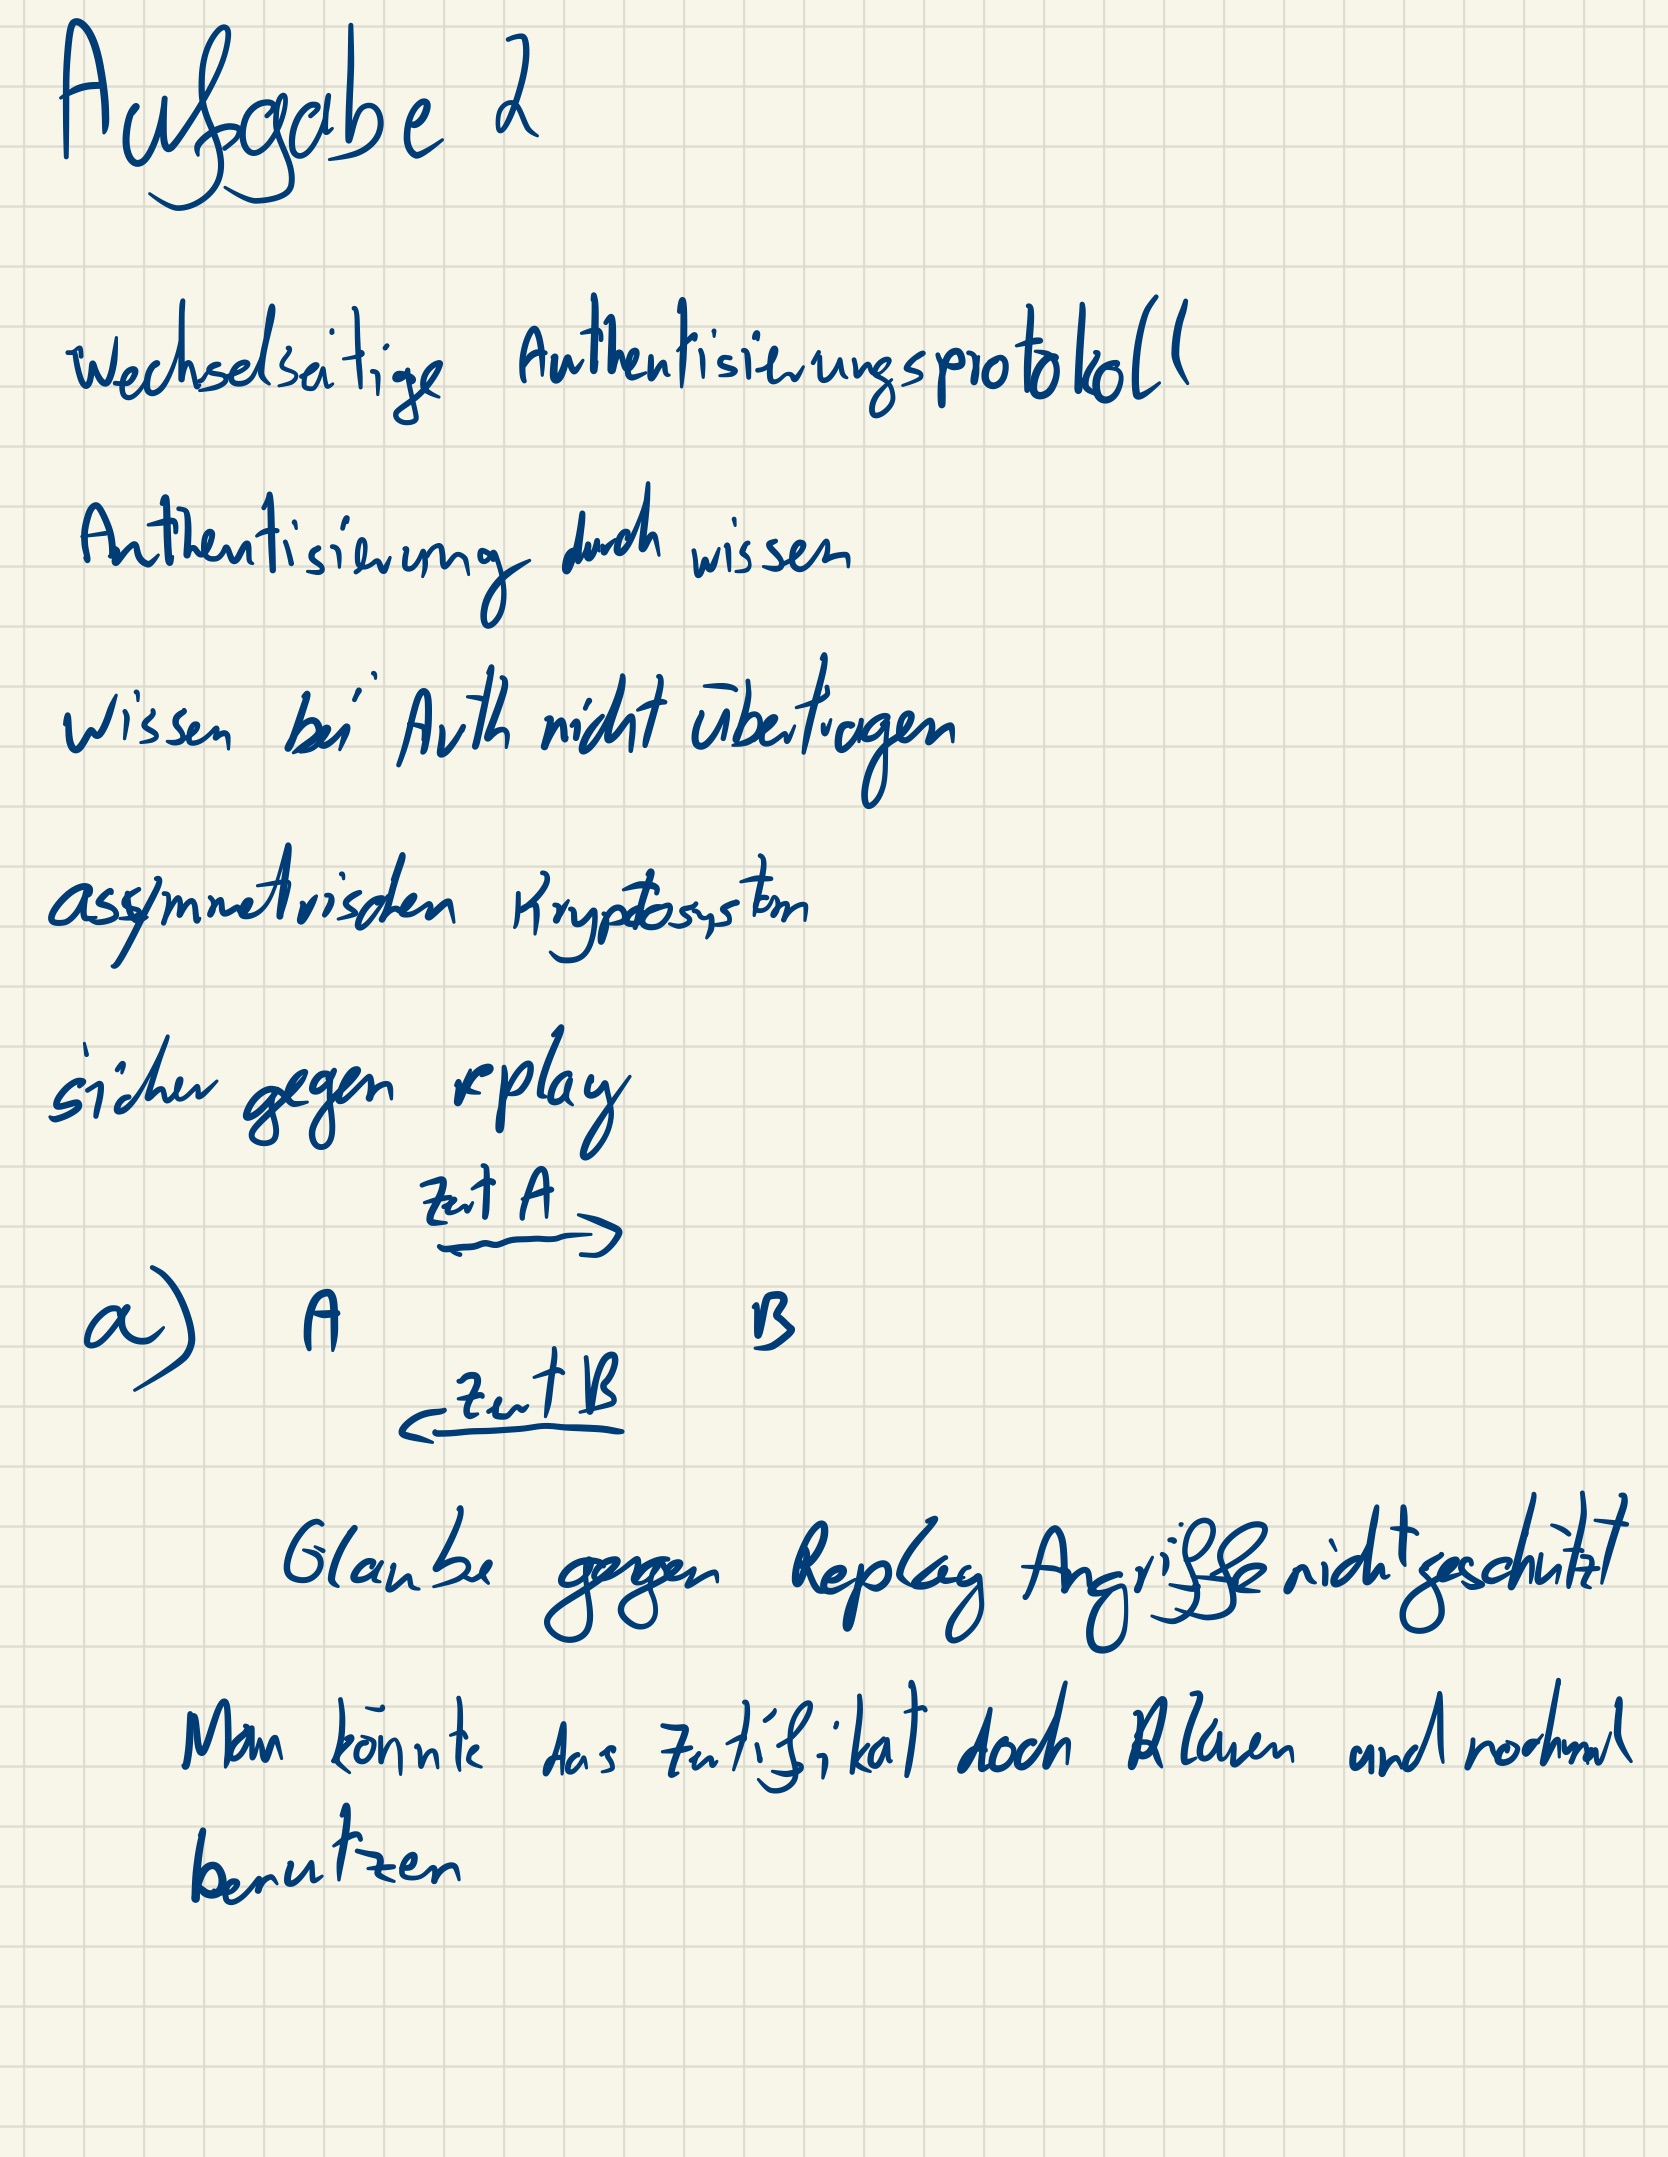 Aufgabe 2
Wechselseitige Authentisierungsprotokoll
Authentisierung durch wissen
wissen bei Auth nicht übertragen
assymmetrischen Kryptosystem
sicher gegen replay
Zert A
a) A B
Zert B
Glaube gegen Replay Angriffe nicht geschützt
Man könnte das Zertifikat doch klauen und nochmal
benutzen